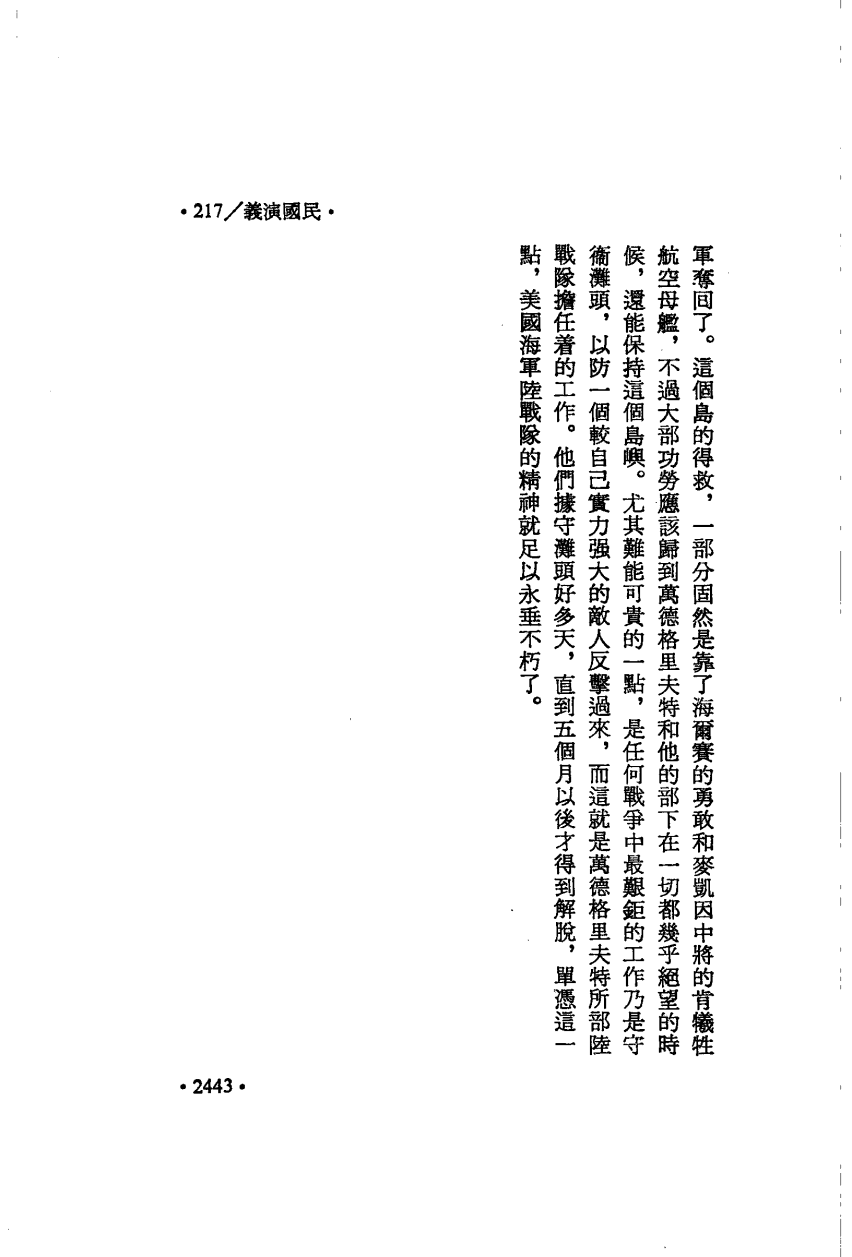 •217／義演國民•
軍奪回了。這個島的得救，一部分固然是靠了海爾賽的勇敢和麥凱因中將的肯犧牲
航空母艦，不過大部功勞應該歸到萬德格里夫特和他的部下在一切都幾乎絕望的時
候，還能保持這個島嶼。尤其難能可貴的一點，是任何戰爭中最艱鉅的工作乃是守
衞灘頭，以防一個較自己實力强大的敵人反擊過來，而這就是萬德格里夫特所部陸
戰隊擔任着的工作。他們據守灘頭好多天，直到五個月以後才得到解脫，單憑這一
點，美國海軍陸戰隊的精神就足以永垂不朽了。
•2443•